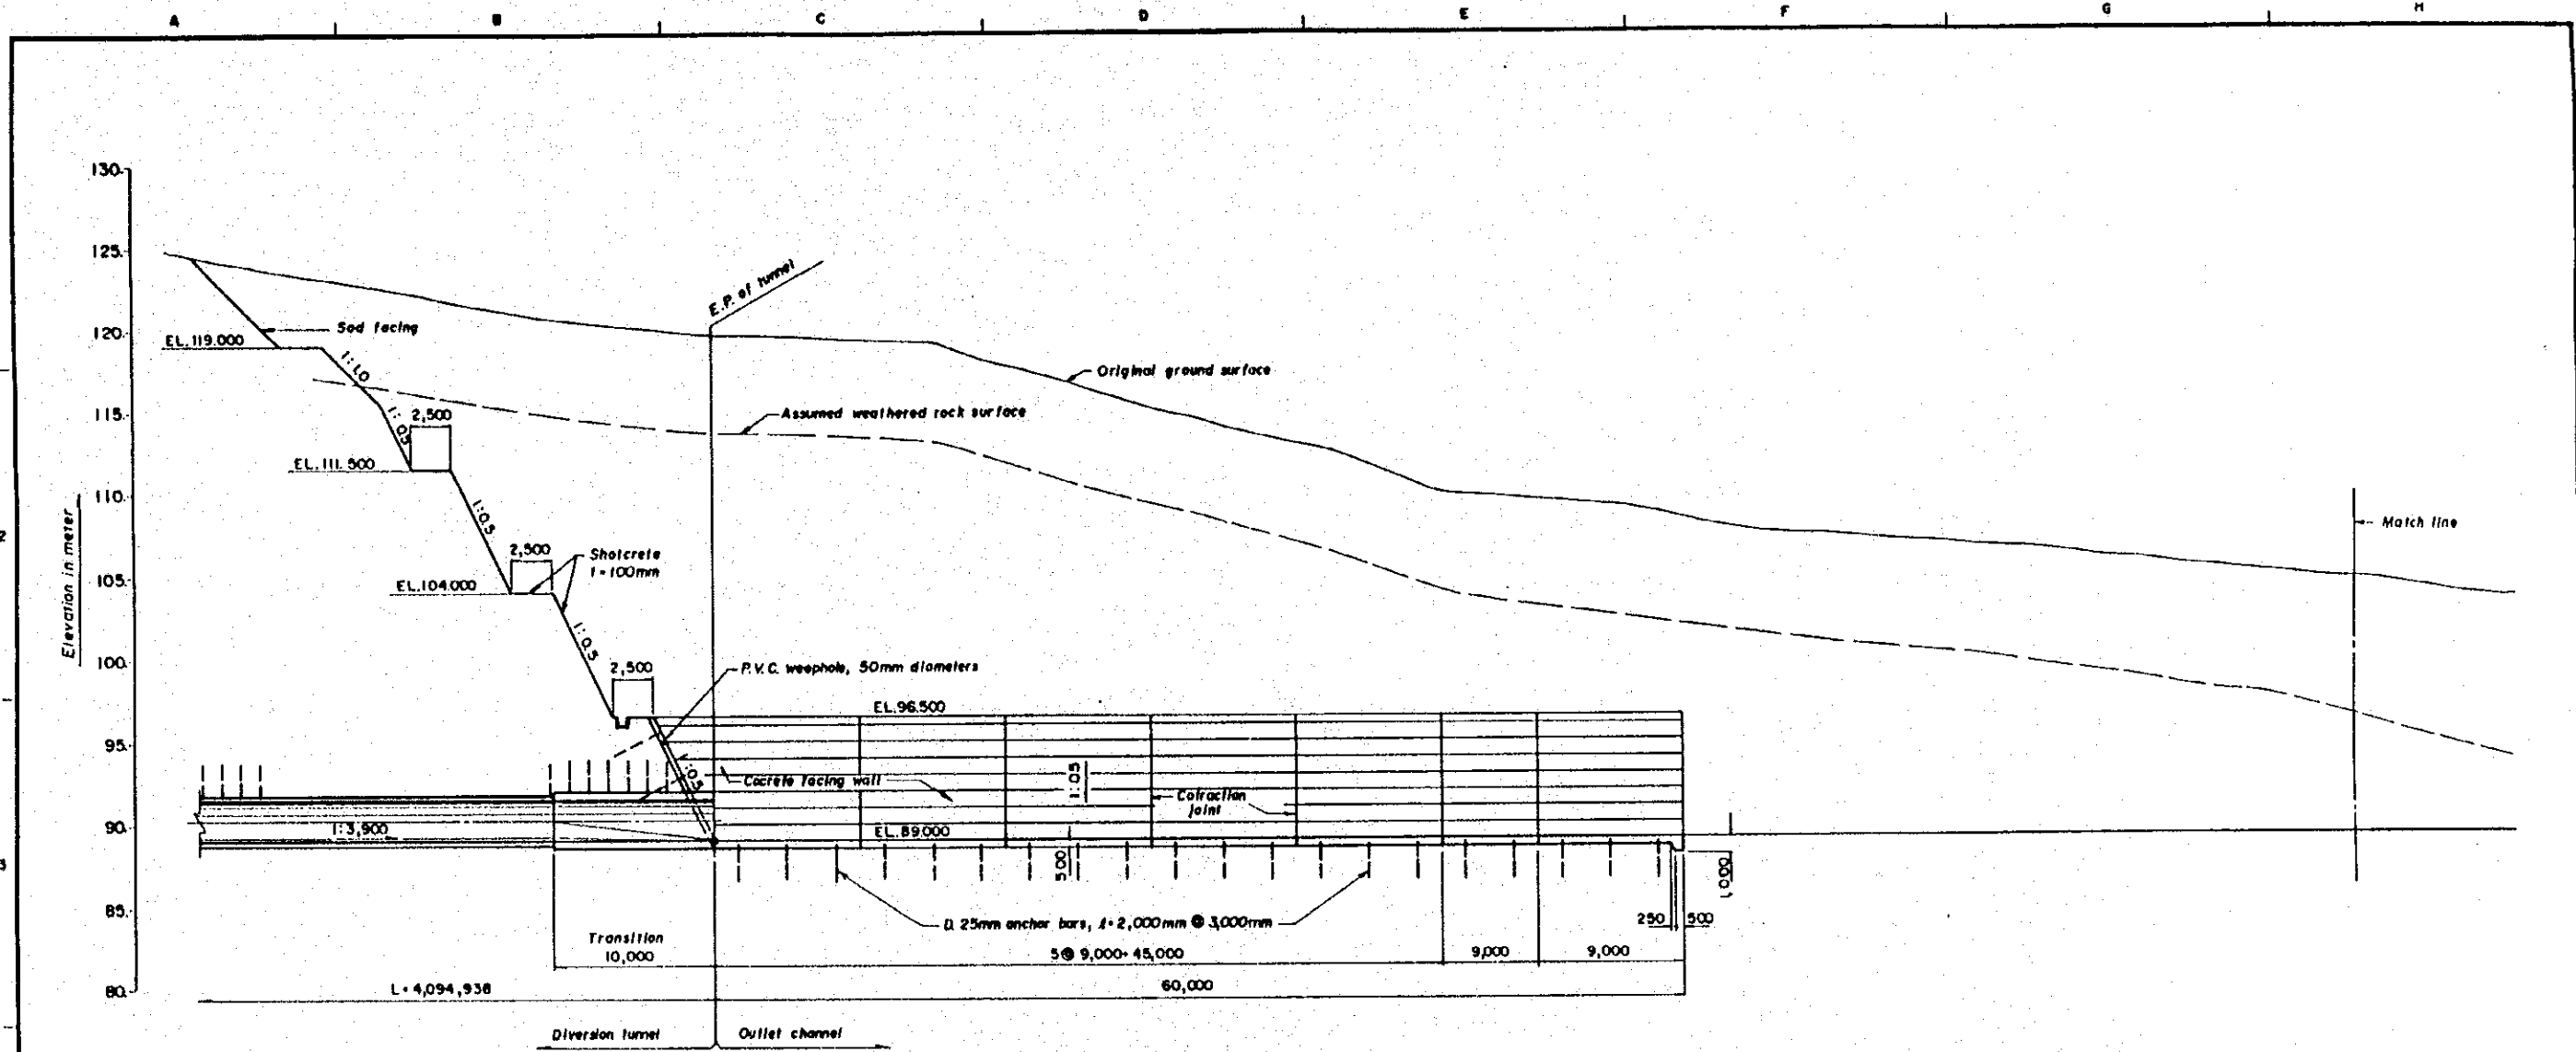 A B C D E F G H
130.
125.
E.P. of tunnel
120.
Sod facing
EL.119.000
1:1.0
Original ground surface
115.
1:0.5
2,500
Assumed weathered rock surface
EL.111.500
110.
1:0.5
Match line
2
Elevation in meter
2,500
Shotcrete
t=100mm
105.
EL.104.000
1:0.5
100.
2,500
P.V.C. weephole, 50mm diameters
EL.96.500
95.
1:0.5
Cocrete facing wall
1:0.5
Cotraction
joint
90.
1:3,900
EL.89.000
3
500
1,000
85.
D 25mm anchor bars, ℓ=2,000mm @ 3,000mm
250
500
Transition
10,000
5@ 9,000=45,000
9,000
9,000
80.
L=4,094,938
60,000
Diversion tunnel
Outlet channel